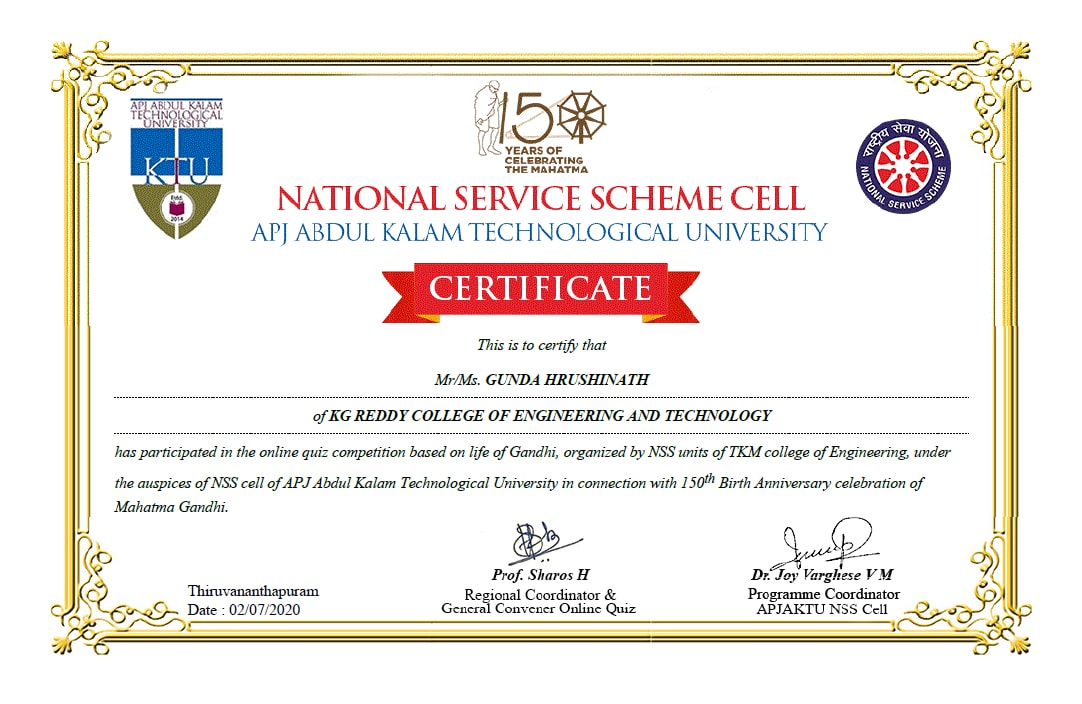 APJ ABDUL KALAM
TECHNOLOGICAL
UNIVERSITY
KTU
Estd.
2014
150
YEARS OF
CELEBRATING
THE MAHATMA
राष्ट्रीय सेवा योजना
NATIONAL SERVICE SCHEME
NATIONAL SERVICE SCHEME CELL
APJ ABDUL KALAM TECHNOLOGICAL UNIVERSITY
CERTIFICATE
This is to certify that
Mr/Ms. GUNDA HRUSHINATH
of KG REDDY COLLEGE OF ENGINEERING AND TECHNOLOGY
has participated in the online quiz competition based on life of Gandhi, organized by NSS units of TKM college of Engineering, under
the auspices of NSS cell of APJ Abdul Kalam Technological University in connection with 150th Birth Anniversary celebration of
Mahatma Gandhi.
Thiruvananthapuram
Date : 02/07/2020
Prof. Sharos H
Regional Coordinator &
General Convener Online Quiz
Dr. Joy Varghese V M
Programme Coordinator
APJAKTU NSS Cell